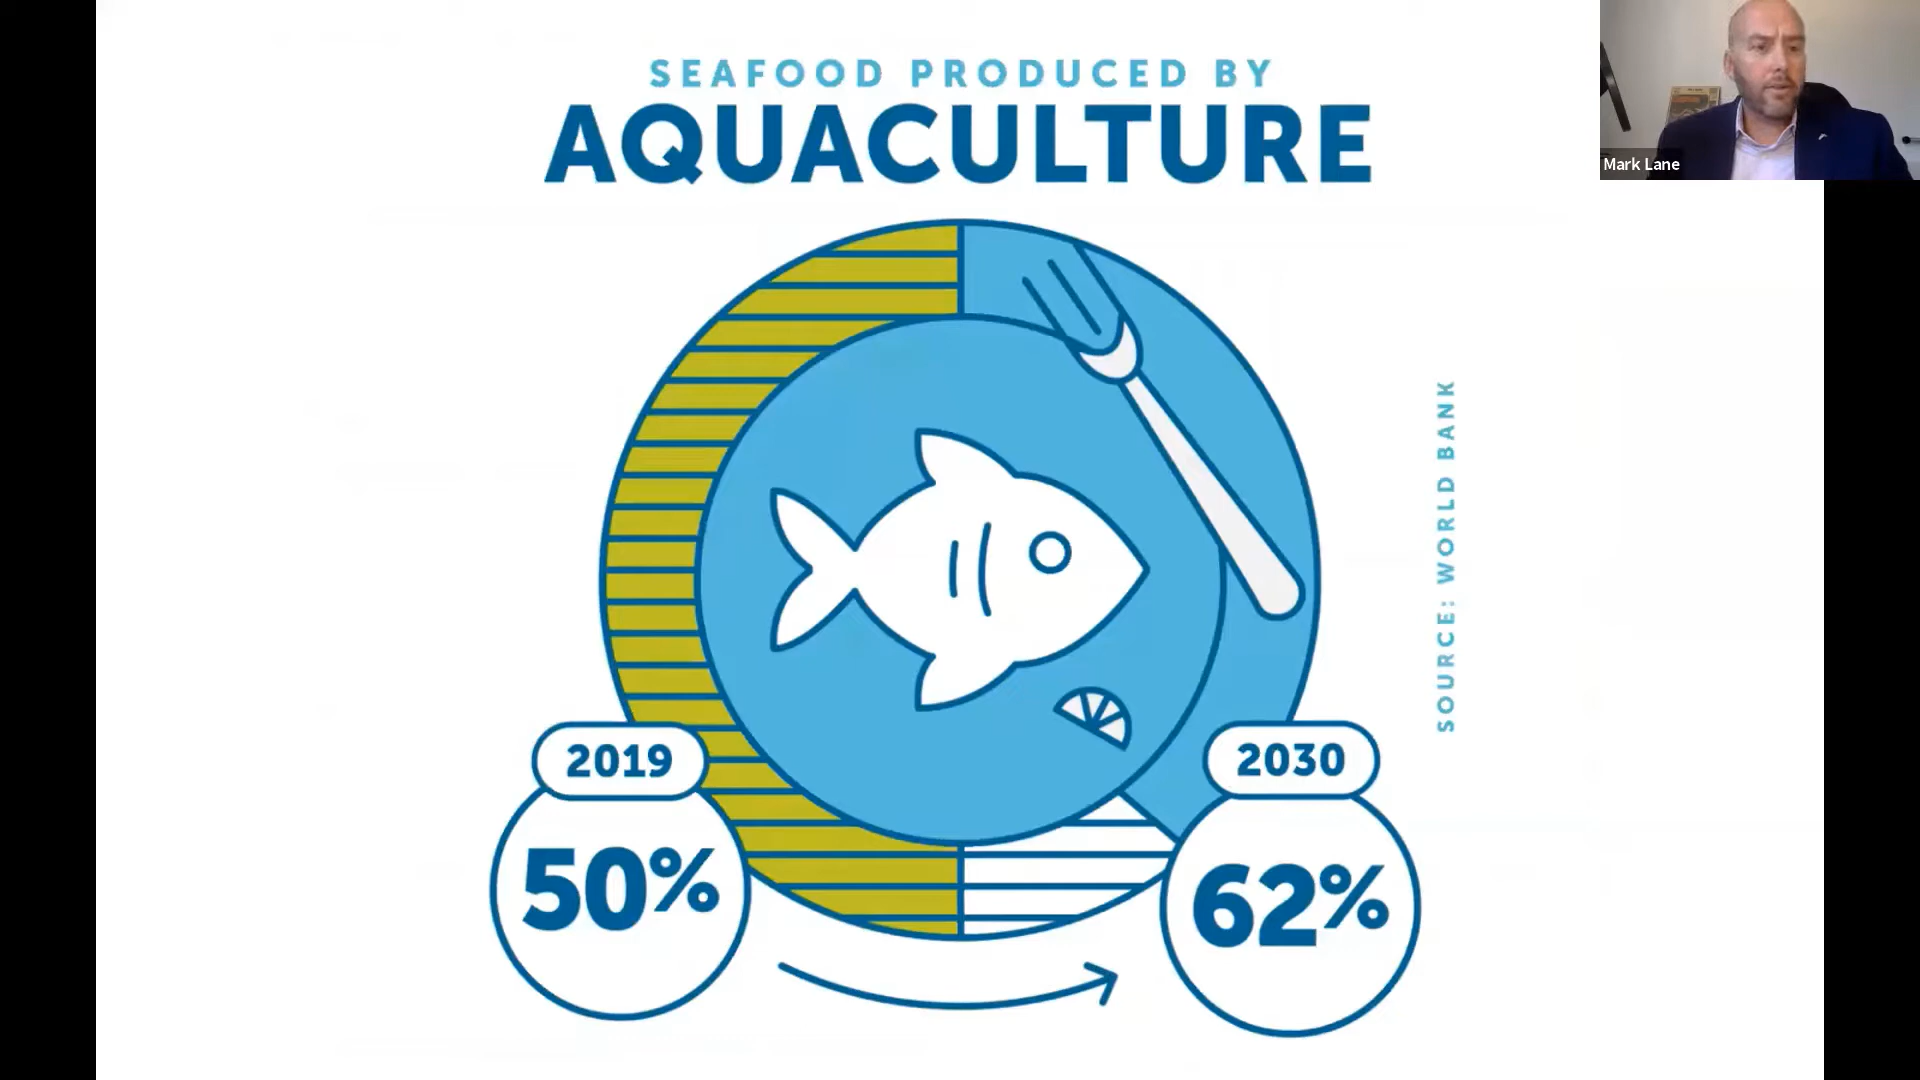 SEAFOOD PRODUCED BY
AQUACULTURE
Mark Lane
SOURCE: WORLD BANK
2019
50%
2030
62%